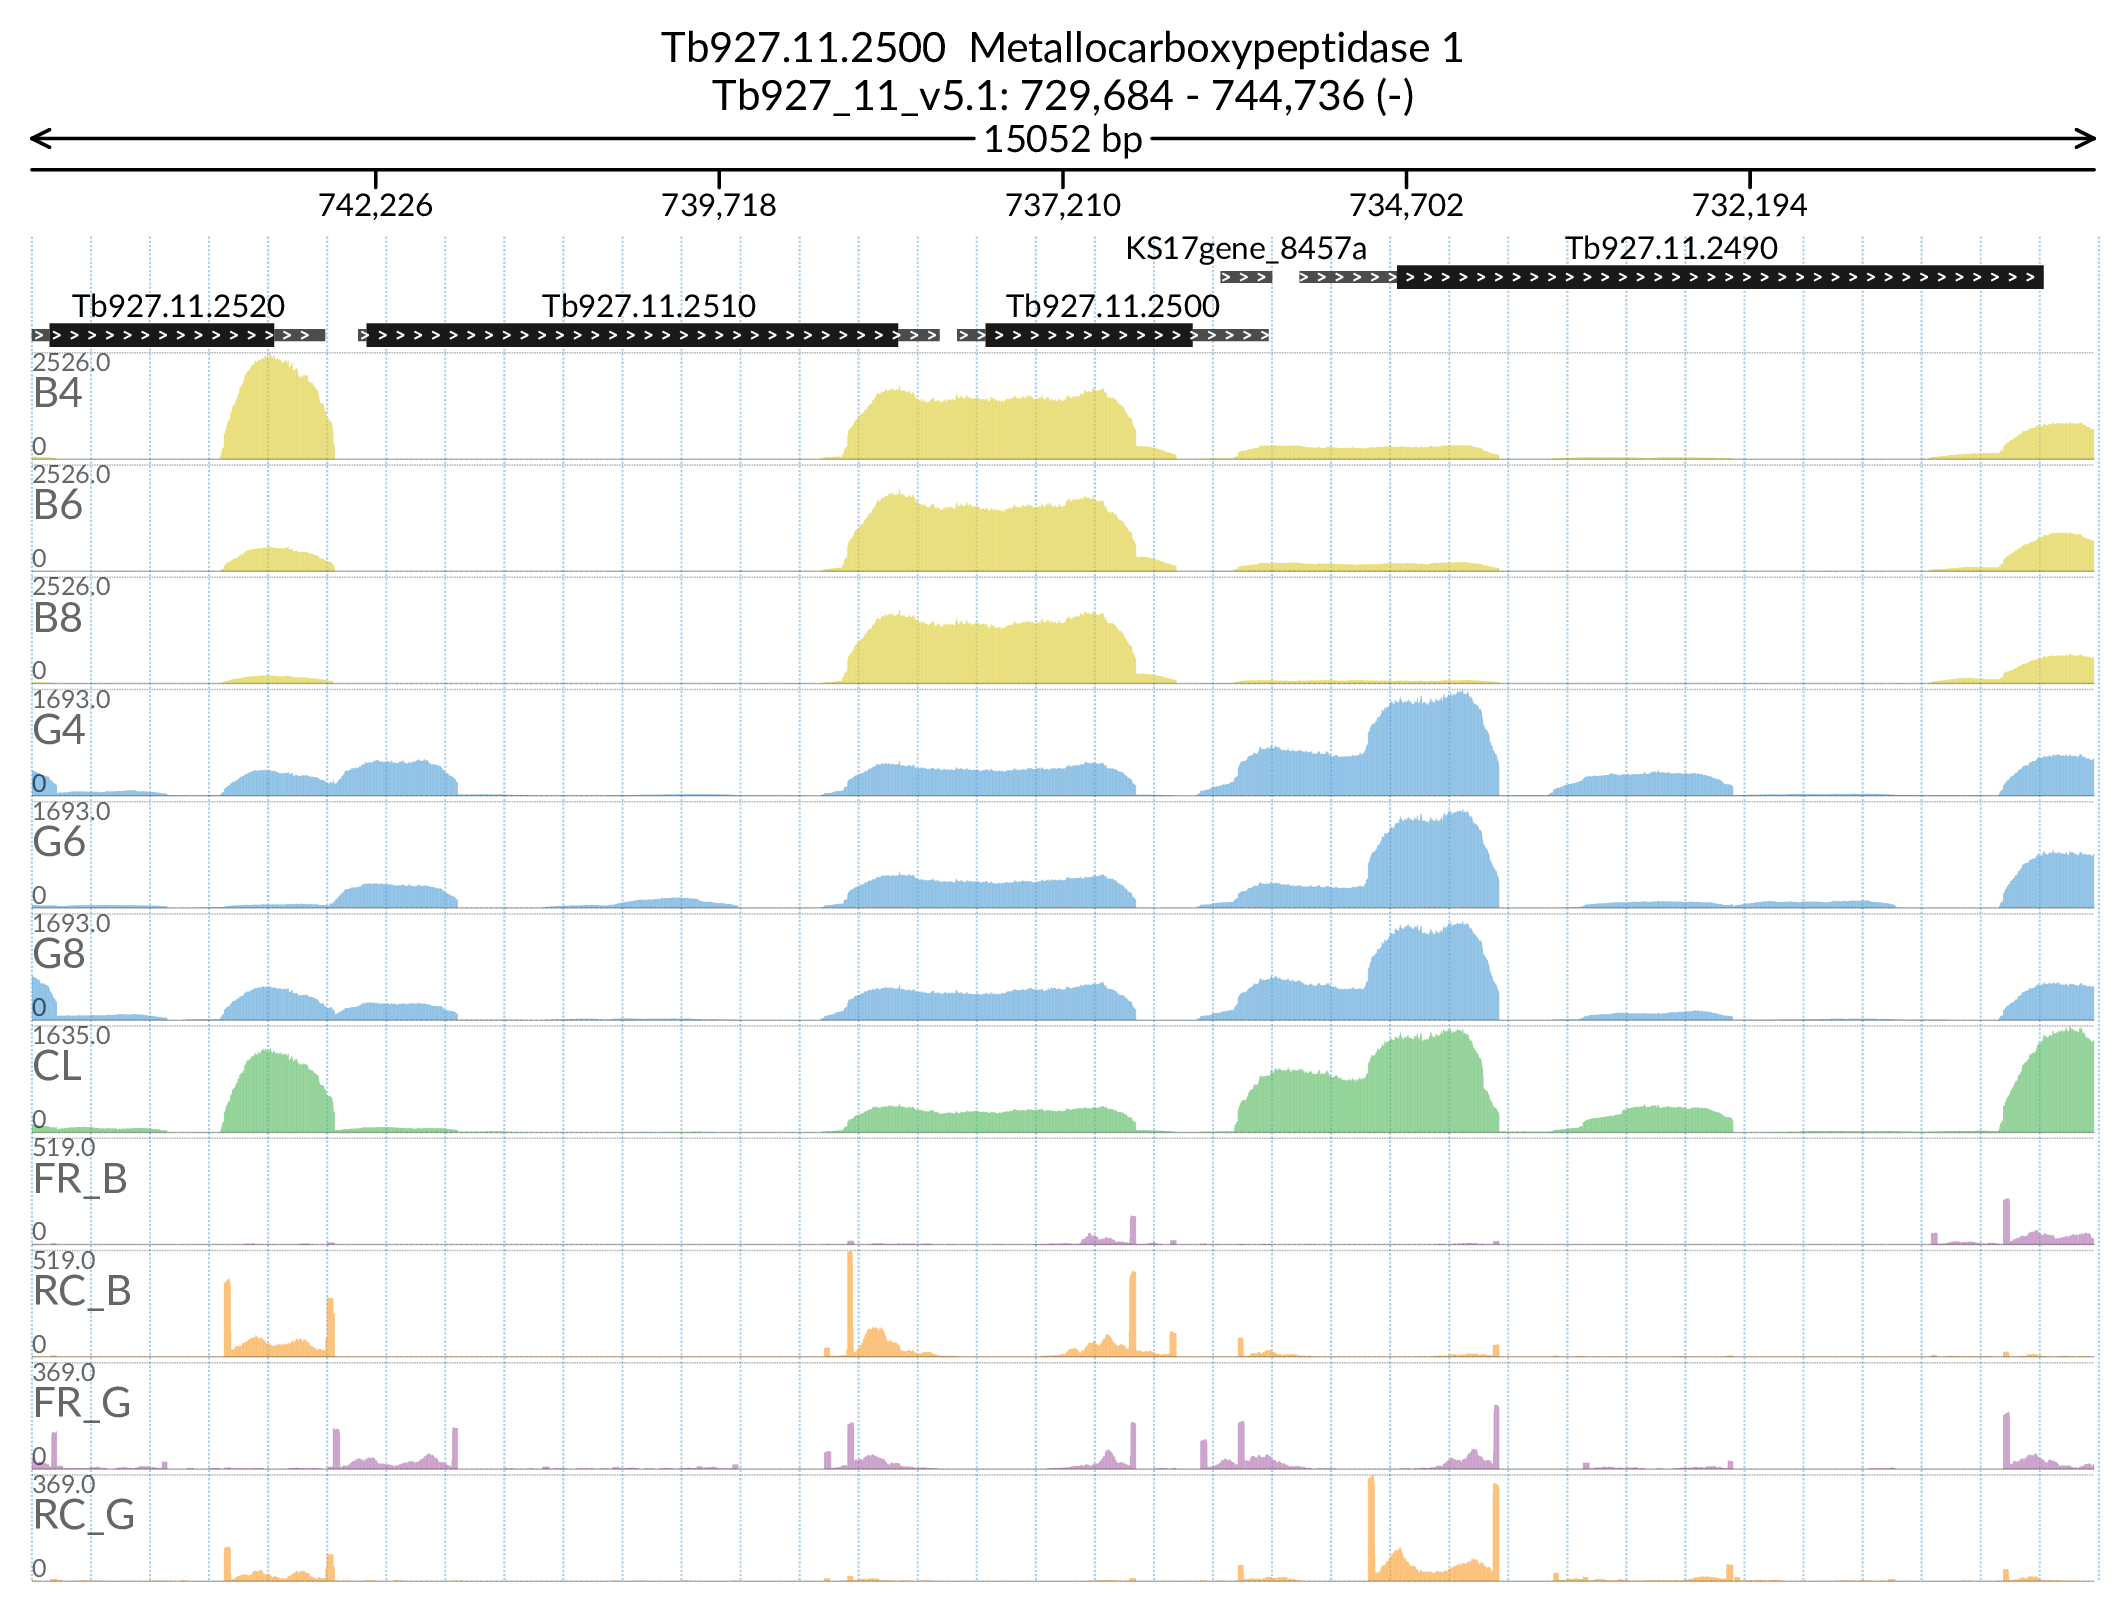 Tb927.11.2500 Metallocarboxypeptidase 1
Tb927_11_v5.1: 729,684 - 744,736 (-)
15052 bp
742,226 739,718 737,210 734,702 732,194
KS17gene_8457a Tb927.11.2490
Tb927.11.2520 Tb927.11.2510 Tb927.11.2500
2526.0
B4
0
2526.0
B6
0
2526.0
B8
0
1693.0
G4
0
1693.0
G6
0
1693.0
G8
0
1635.0
CL
0
519.0
FR_B
0
519.0
RC_B
0
369.0
FR_G
0
369.0
RC_G
0